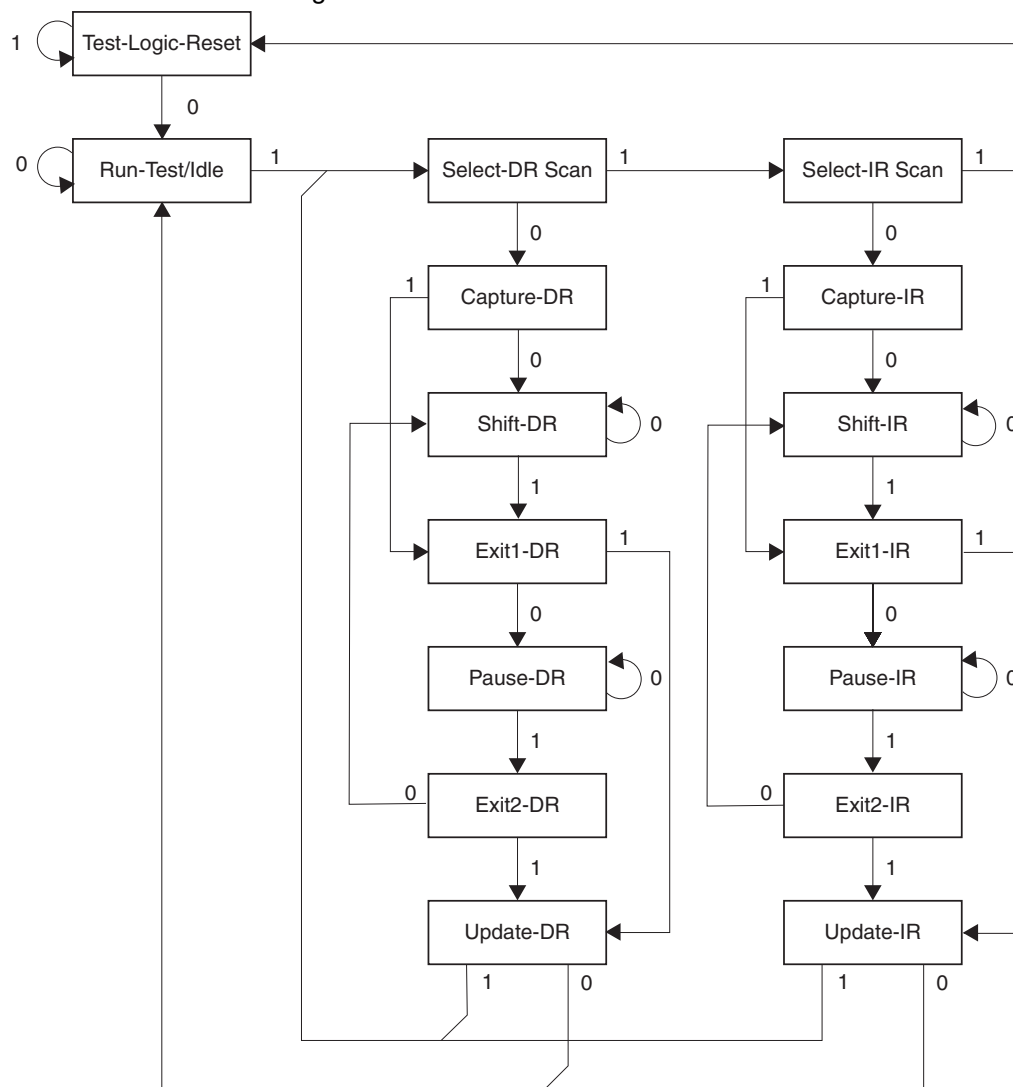 1
Test-Logic-Reset
0
0
Run-Test/Idle
1
Select-DR Scan
1
Select-IR Scan
1
0
0
1
Capture-DR
1
Capture-IR
0
0
Shift-DR
0
Shift-IR
0
1
1
Exit1-DR
1
Exit1-IR
1
0
0
Pause-DR
0
Pause-IR
0
1
1
0
Exit2-DR
0
Exit2-IR
1
1
Update-DR
Update-IR
1
0
1
0